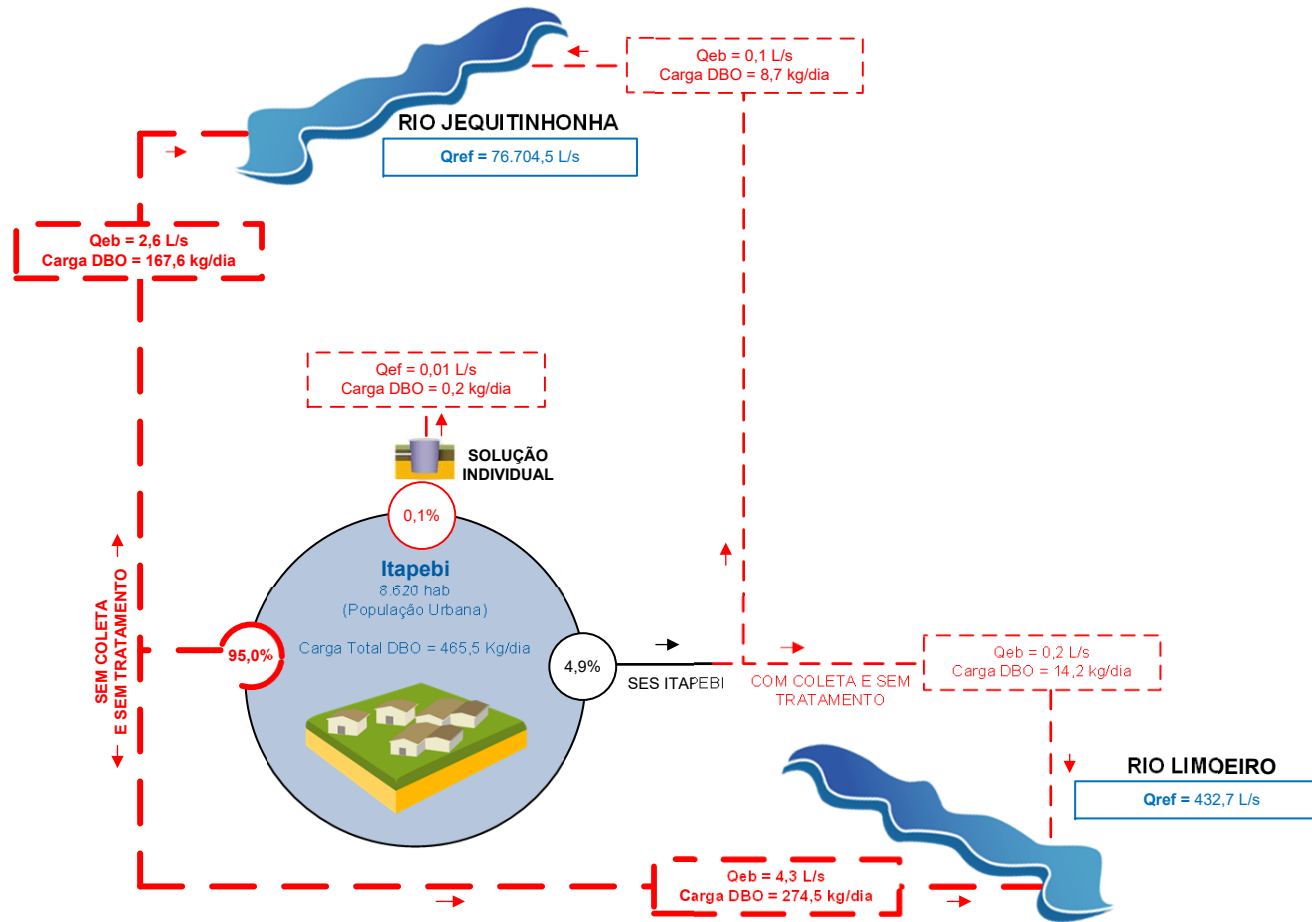 Qeb = 0,1 L/s
Carga DBO = 8,7 kg/dia
RIO JEQUITINHONHA
Qref = 76.704,5 L/s
Qeb = 2,6 L/s
Carga DBO = 167,6 kg/dia
Qef = 0,01 L/s
Carga DBO = 0,2 kg/dia
SOLUÇÃO
INDIVIDUAL
0,1%
Itapebi
8.620 hab
(População Urbana)
Carga Total DBO = 465,5 Kg/dia
SEM COLETA
E SEM TRATAMENTO
95,0%
4,9%
SES ITAPEBI
COM COLETA E SEM
TRATAMENTO
Qeb = 0,2 L/s
Carga DBO = 14,2 kg/dia
RIO LIMOEIRO
Qref = 432,7 L/s
Qeb = 4,3 L/s
Carga DBO = 274,5 kg/dia